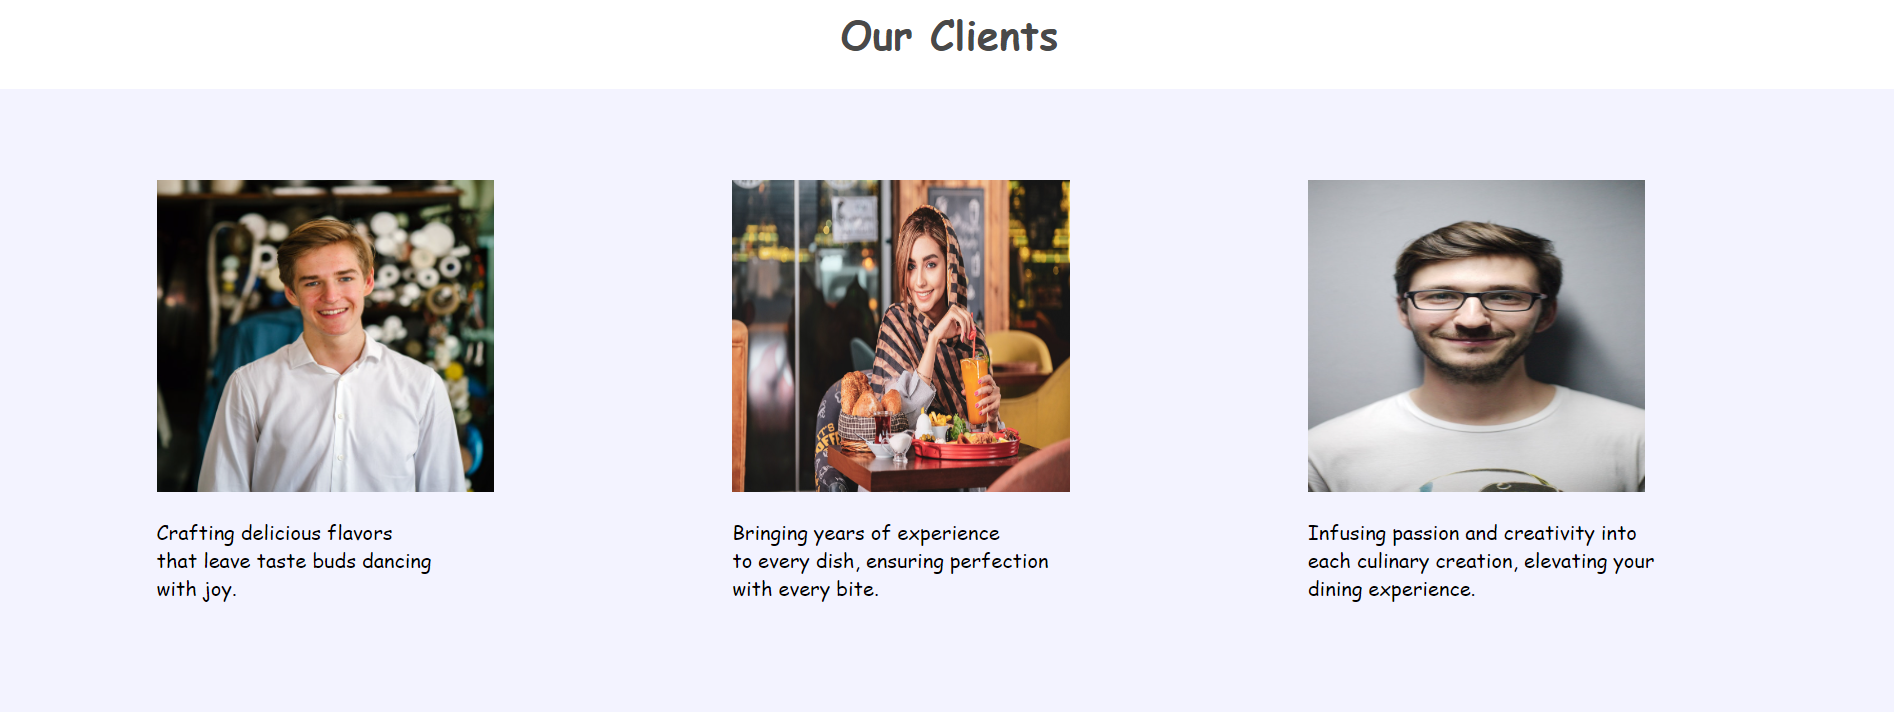 Our Clients
Crafting delicious flavors
that leave taste buds dancing
with joy.
Bringing years of experience
to every dish, ensuring perfection
with every bite.
Infusing passion and creativity into
each culinary creation, elevating your
dining experience.